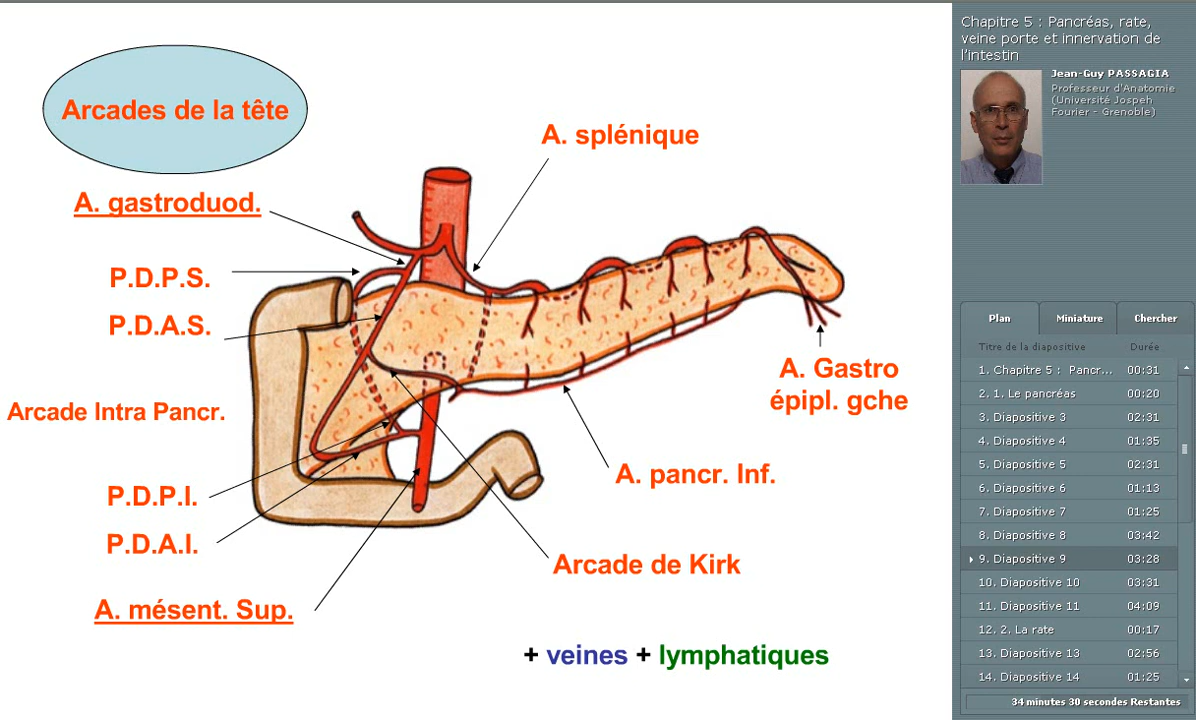 Arcades de la tête
A. splénique
A. gastroduod.
P.D.P.S.
P.D.A.S.
A. Gastro
épipl. gche
Arcade Intra Pancr.
A. pancr. Inf.
P.D.P.I.
P.D.A.I.
Arcade de Kirk
A. mésent. Sup.
+ veines + lymphatiques
Chapitre 5 : Pancréas, rate,
veine porte et innervation de
l'intestin
Jean-Guy PASSAGIA
Professeur d'Anatomie
(Université Jospeh
Fourier - Grenoble)
Plan Miniature Chercher
Titre de la diapositive Durée
1. Chapitre 5 : Pancr... 00:31
2. 1. Le pancréas 00:20
3. Diapositive 3 02:31
4. Diapositive 4 01:35
5. Diapositive 5 02:31
6. Diapositive 6 01:13
7. Diapositive 7 01:25
8. Diapositive 8 03:42
9. Diapositive 9 03:28
10. Diapositive 10 03:31
11. Diapositive 11 04:09
12. 2. La rate 00:17
13. Diapositive 13 02:56
14. Diapositive 14 01:25
34 minutes 30 secondes Restantes